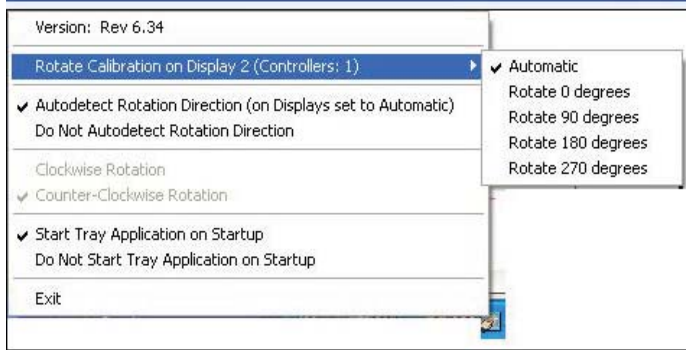 Version: Rev 6.34
Rotate Calibration on Display 2 (Controllers: 1)
Autodetect Rotation Direction (on Displays set to Automatic)
Do Not Autodetect Rotation Direction
Clockwise Rotation
Counter-Clockwise Rotation
Start Tray Application on Startup
Do Not Start Tray Application on Startup
Exit
Automatic
Rotate 0 degrees
Rotate 90 degrees
Rotate 180 degrees
Rotate 270 degrees